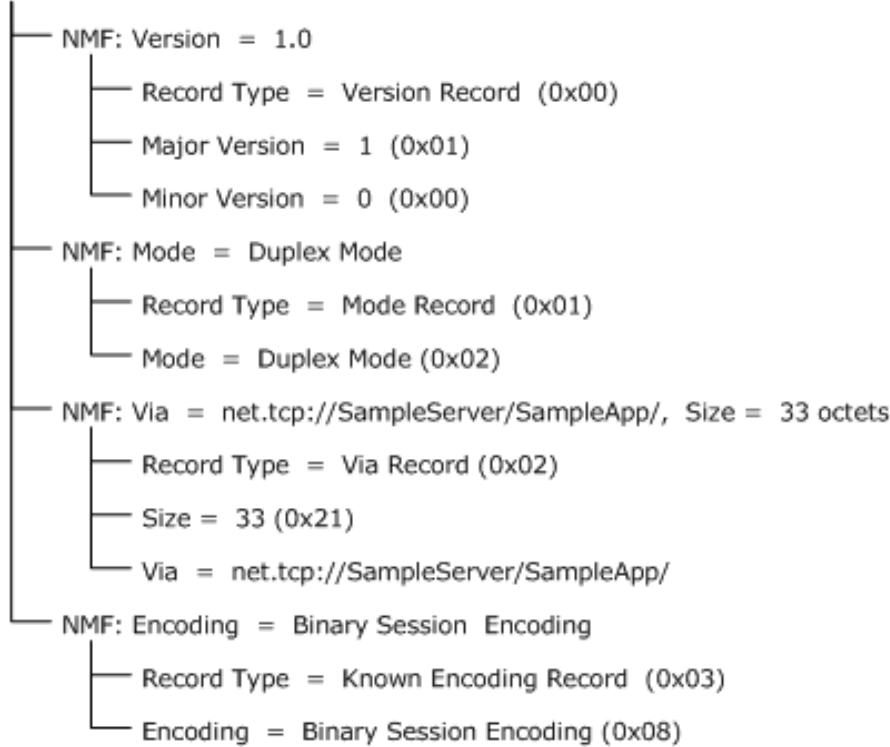 NMF: Version = 1.0
Record Type = Version Record (0x00)
Major Version = 1 (0x01)
Minor Version = 0 (0x00)
NMF: Mode = Duplex Mode
Record Type = Mode Record (0x01)
Mode = Duplex Mode (0x02)
NMF: Via = net.tcp://SampleServer/SampleApp/, Size = 33 octets
Record Type = Via Record (0x02)
Size = 33 (0x21)
Via = net.tcp://SampleServer/SampleApp/
NMF: Encoding = Binary Session Encoding
Record Type = Known Encoding Record (0x03)
Encoding = Binary Session Encoding (0x08)